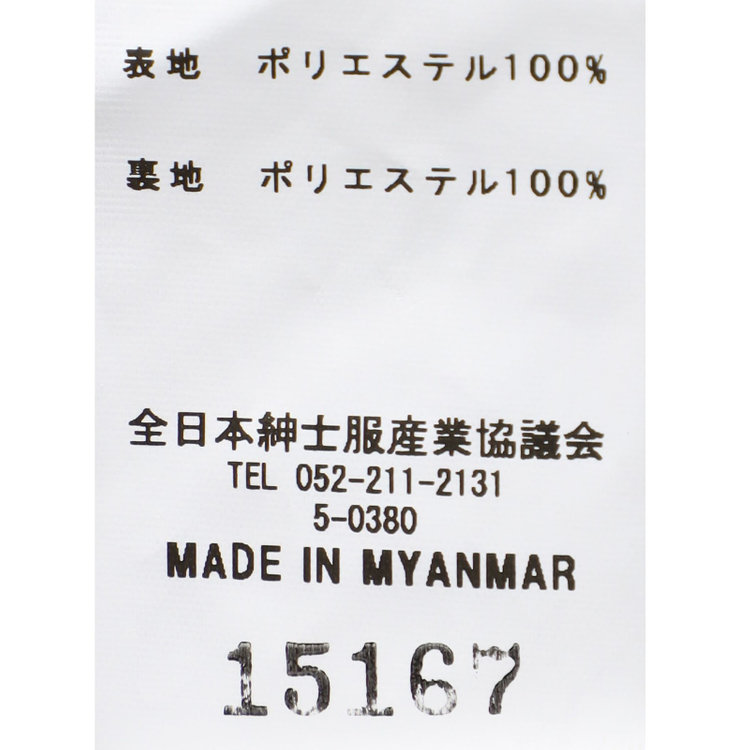 表地　ポリエステル100%
裏地　ポリエステル100%
全日本紳士服産業協議会
TEL 052-211-2131
5-0380
MADE IN MYANMAR
15167